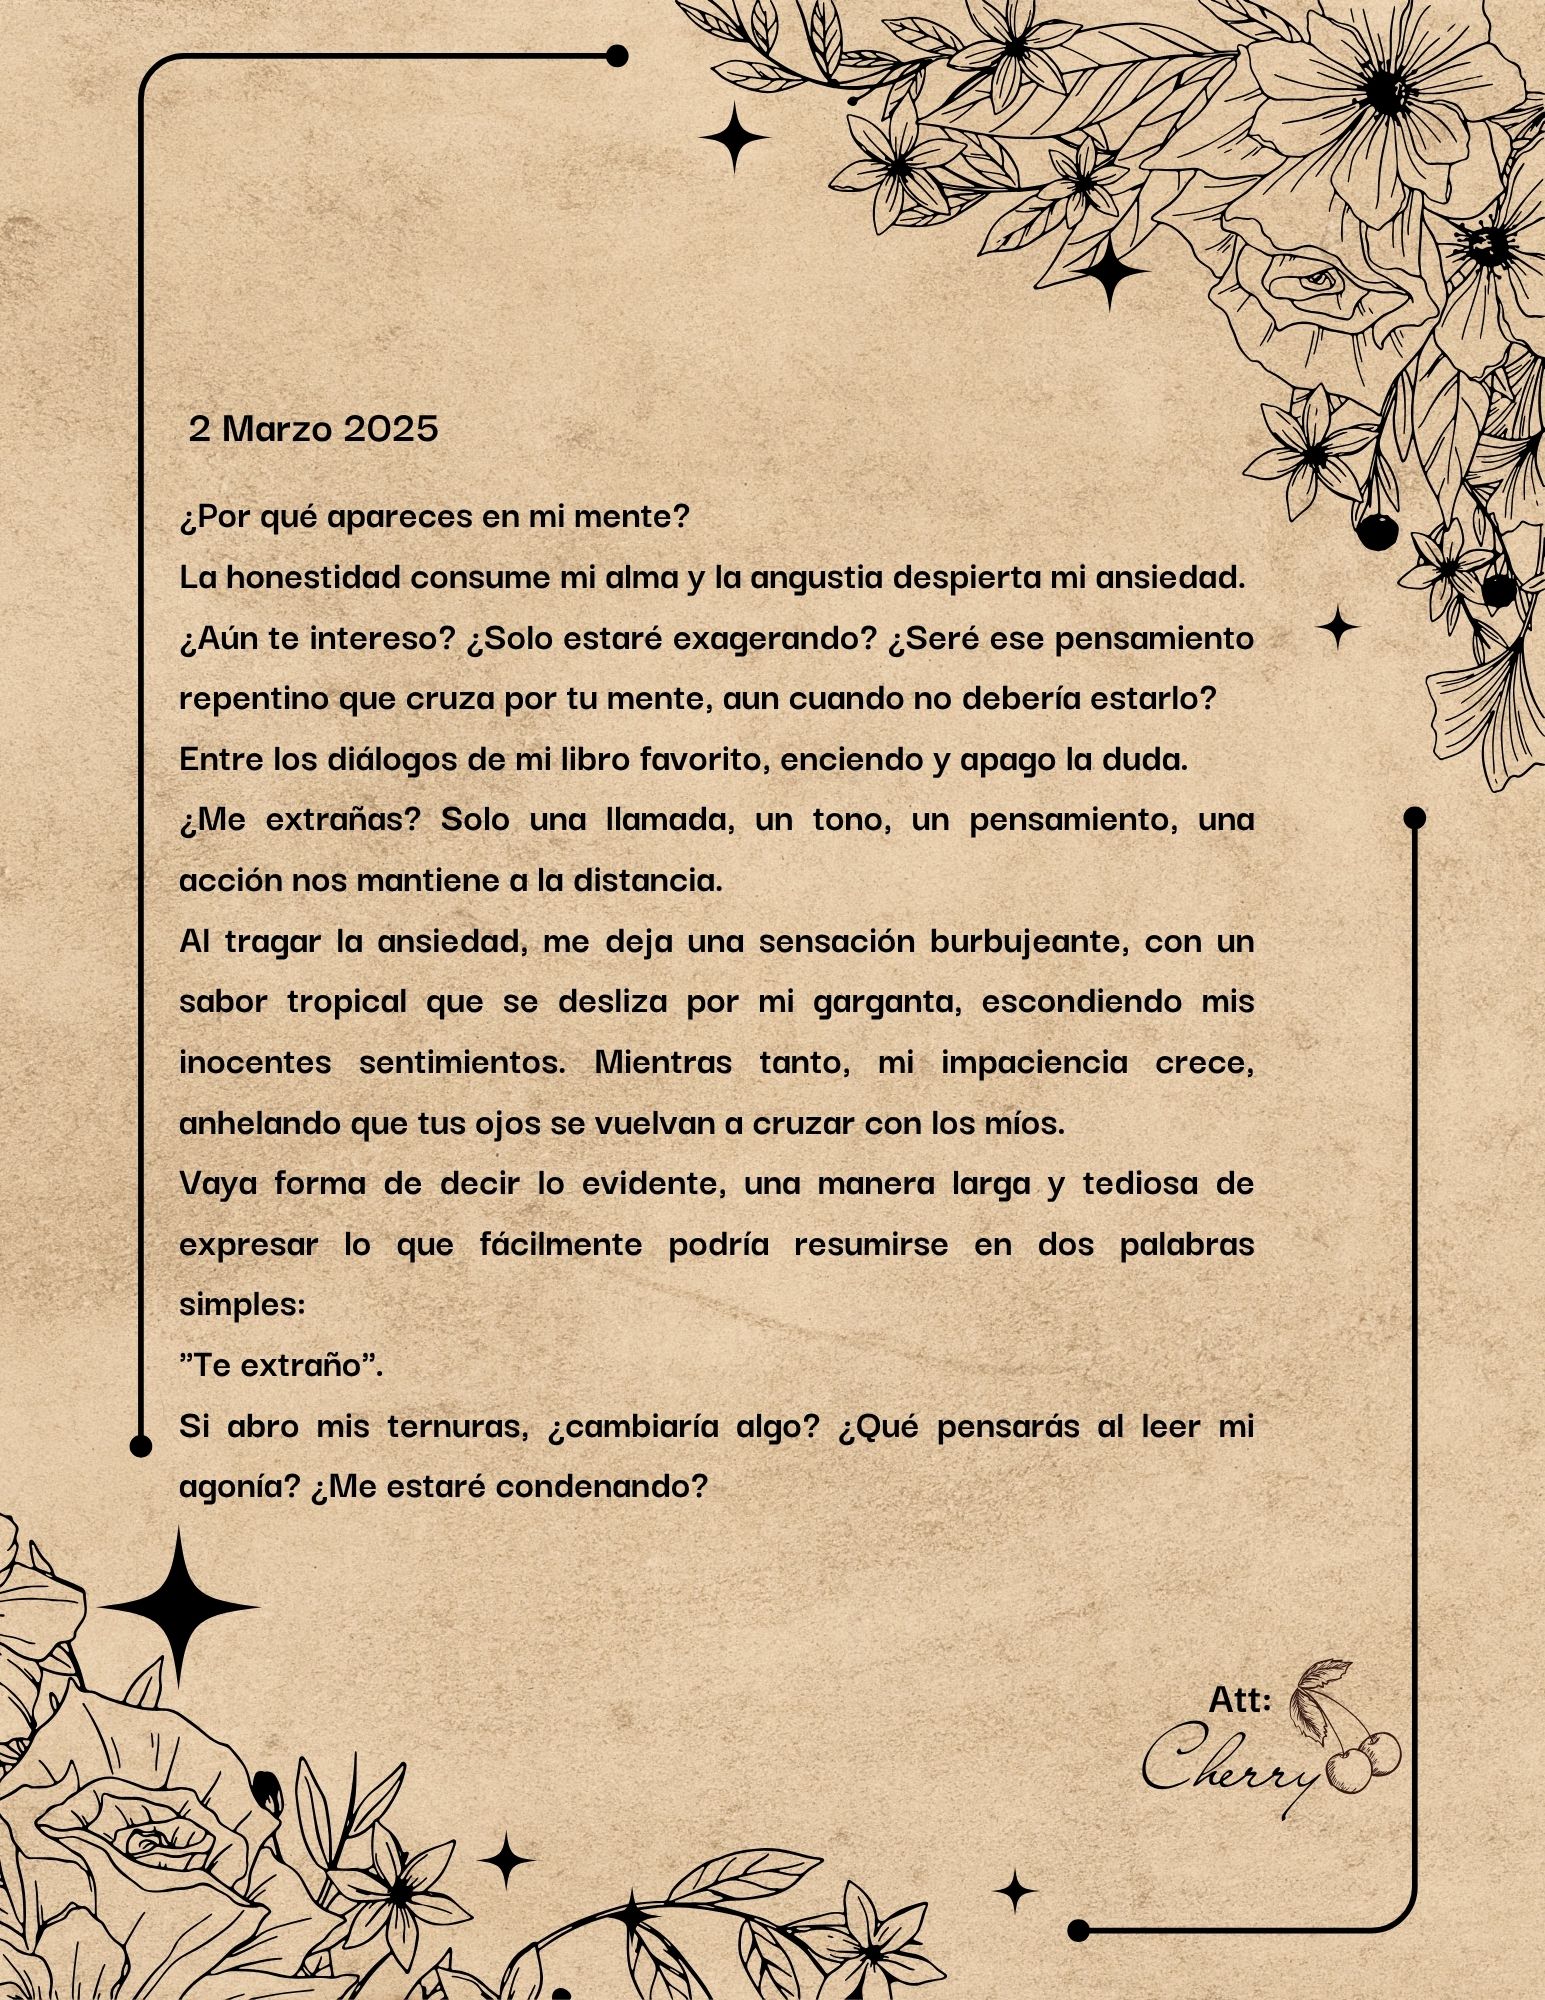 2 Marzo 2025
¿Por qué apareces en mi mente?
La honestidad consume mi alma y la angustia despierta mi ansiedad.
¿Aún te intereso? ¿Solo estaré exagerando? ¿Seré ese pensamiento
repentino que cruza por tu mente, aun cuando no debería estarlo?
Entre los diálogos de mi libro favorito, enciendo y apago la duda.
¿Me extrañas? Solo una llamada, un tono, un pensamiento, una
acción nos mantiene a la distancia.
Al tragar la ansiedad, me deja una sensación burbujeante, con un
sabor tropical que se desliza por mi garganta, escondiendo mis
inocentes sentimientos. Mientras tanto, mi impaciencia crece,
anhelando que tus ojos se vuelvan a cruzar con los míos.
Vaya forma de decir lo evidente, una manera larga y tediosa de
expresar lo que fácilmente podría resumirse en dos palabras
simples:
”Te extraño”.
Si abro mis ternuras, ¿cambiaría algo? ¿Qué pensarás al leer mi
agonía? ¿Me estaré condenando?
Att:
Cherry